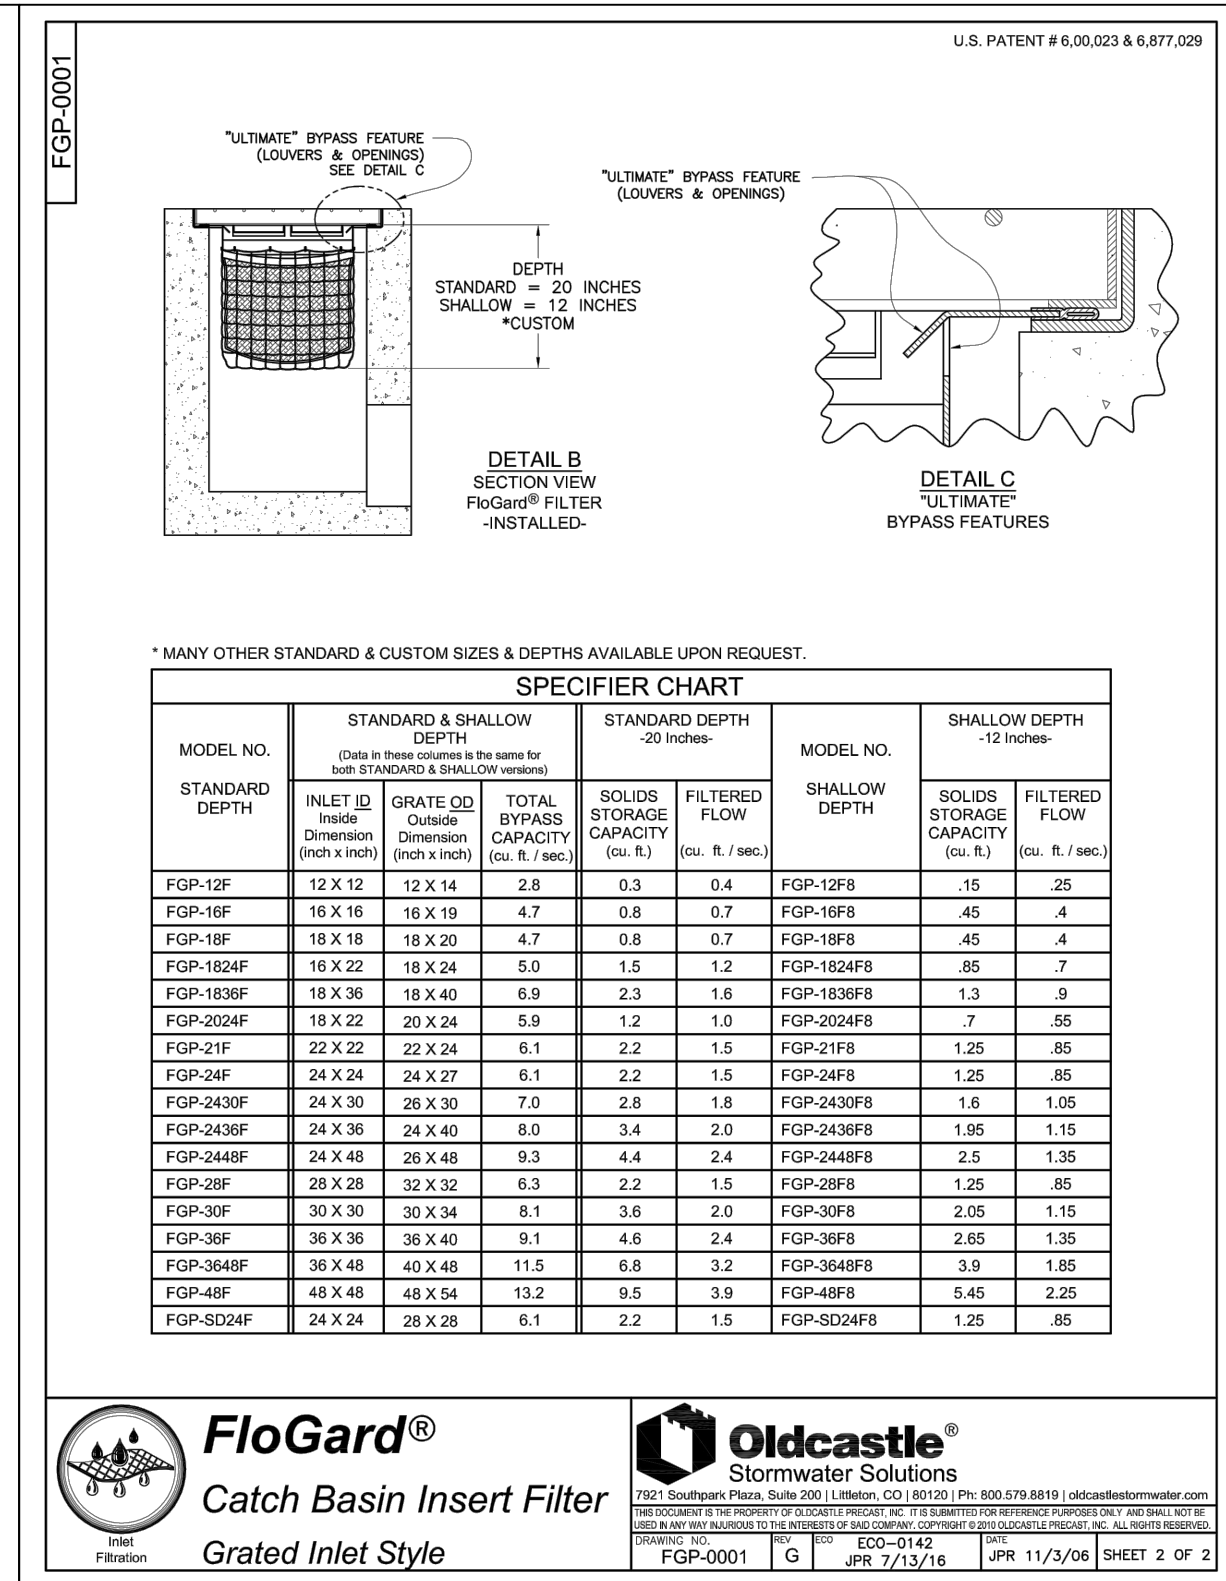 U.S. PATENT # 6,00,023 & 6,877,029
FGP-0001
"ULTIMATE" BYPASS FEATURE
(LOUVERS & OPENINGS)
SEE DETAIL C
"ULTIMATE" BYPASS FEATURE
(LOUVERS & OPENINGS)
DEPTH
STANDARD = 20 INCHES
SHALLOW = 12 INCHES
*CUSTOM
DETAIL B
SECTION VIEW
FloGard® FILTER
-INSTALLED-
DETAIL C
"ULTIMATE"
BYPASS FEATURES
* MANY OTHER STANDARD & CUSTOM SIZES & DEPTHS AVAILABLE UPON REQUEST.
SPECIFIER CHART
MODEL NO.
STANDARD
DEPTH
STANDARD & SHALLOW
DEPTH
(Data in these columes is the same for
both STANDARD & SHALLOW versions)
STANDARD DEPTH
-20 Inches-
MODEL NO.
SHALLOW
DEPTH
SHALLOW DEPTH
-12 Inches-
INLET ID
Inside
Dimension
(inch x inch)
GRATE OD
Outside
Dimension
(inch x inch)
TOTAL
BYPASS
CAPACITY
(cu. ft. / sec.)
SOLIDS
STORAGE
CAPACITY
(cu. ft.)
FILTERED
FLOW
(cu. ft. / sec.)
SOLIDS
STORAGE
CAPACITY
(cu. ft.)
FILTERED
FLOW
(cu. ft. / sec.)
FGP-12F 12 X 12 12 X 14 2.8 0.3 0.4 FGP-12F8 .15 .25
FGP-16F 16 X 16 16 X 19 4.7 0.8 0.7 FGP-16F8 .45 .4
FGP-18F 18 X 18 18 X 20 4.7 0.8 0.7 FGP-18F8 .45 .4
FGP-1824F 16 X 22 18 X 24 5.0 1.5 1.2 FGP-1824F8 .85 .7
FGP-1836F 18 X 36 18 X 40 6.9 2.3 1.6 FGP-1836F8 1.3 .9
FGP-2024F 18 X 22 20 X 24 5.9 1.2 1.0 FGP-2024F8 .7 .55
FGP-21F 22 X 22 22 X 24 6.1 2.2 1.5 FGP-21F8 1.25 .85
FGP-24F 24 X 24 24 X 27 6.1 2.2 1.5 FGP-24F8 1.25 .85
FGP-2430F 24 X 30 26 X 30 7.0 2.8 1.8 FGP-2430F8 1.6 1.05
FGP-2436F 24 X 36 24 X 40 8.0 3.4 2.0 FGP-2436F8 1.95 1.15
FGP-2448F 24 X 48 26 X 48 9.3 4.4 2.4 FGP-2448F8 2.5 1.35
FGP-28F 28 X 28 32 X 32 6.3 2.2 1.5 FGP-28F8 1.25 .85
FGP-30F 30 X 30 30 X 34 8.1 3.6 2.0 FGP-30F8 2.05 1.15
FGP-36F 36 X 36 36 X 40 9.1 4.6 2.4 FGP-36F8 2.65 1.35
FGP-3648F 36 X 48 40 X 48 11.5 6.8 3.2 FGP-3648F8 3.9 1.85
FGP-48F 48 X 48 48 X 54 13.2 9.5 3.9 FGP-48F8 5.45 2.25
FGP-SD24F 24 X 24 28 X 28 6.1 2.2 1.5 FGP-SD24F8 1.25 .85
Inlet
Filtration
FloGard®
Catch Basin Insert Filter
Grated Inlet Style
Oldcastle®
Stormwater Solutions
7921 Southpark Plaza, Suite 200 | Littleton, CO | 80120 | Ph: 800.579.8819 | oldcastlestormwater.com
THIS DOCUMENT IS THE PROPERTY OF OLDCASTLE PRECAST, INC. IT IS SUBMITTED FOR REFERENCE PURPOSES ONLY AND SHALL NOT BE
USED IN ANY WAY INJURIOUS TO THE INTERESTS OF SAID COMPANY. COPYRIGHT © 2010 OLDCASTLE PRECAST, INC. ALL RIGHTS RESERVED.
DRAWING NO.
FGP-0001
REV
G
ECO
ECO-0142
JPR 7/13/16
DATE
JPR 11/3/06
SHEET 2 OF 2